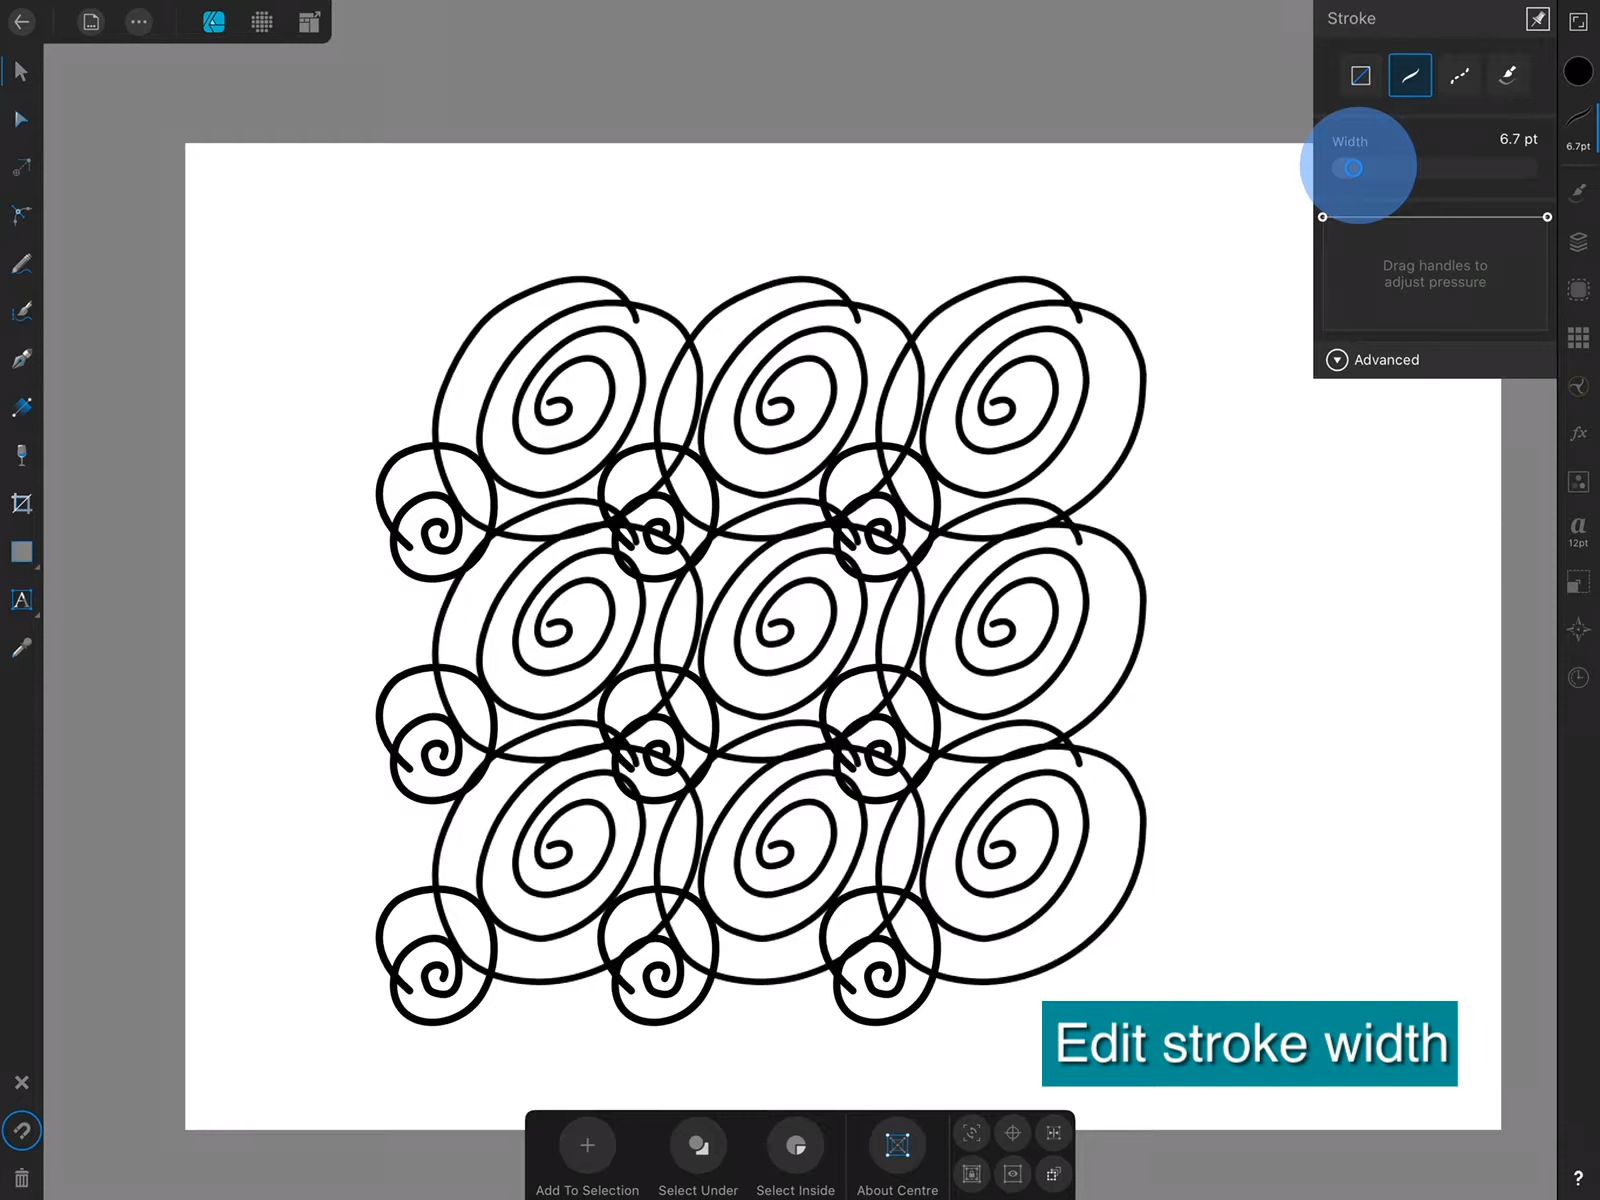 Stroke
Width
6.7 pt
6.7pt
Drag handles to
adjust pressure
Advanced
fx
a
12pt
A
Edit stroke width
Add To Selection
Select Under
Select Inside
About Centre
?